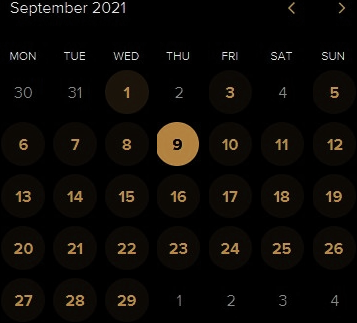 September 2021
MON TUE WED THU FRI SAT SUN
30 31 1 2 3 4 5
6 7 8 9 10 11 12
13 14 15 16 17 18 19
20 21 22 23 24 25 26
27 28 29 1 2 3 4